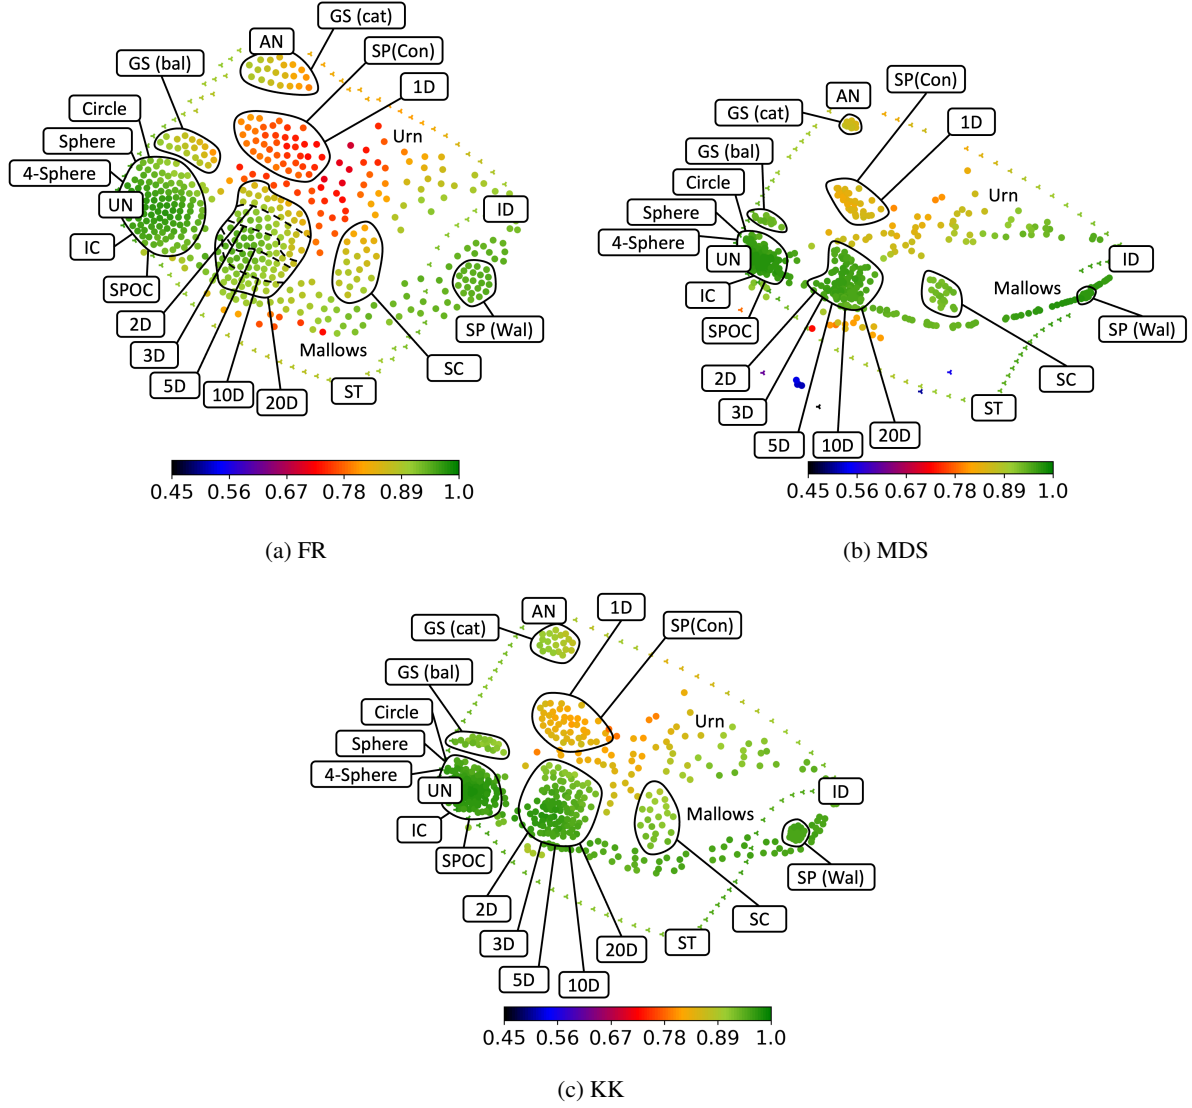 GS (cat)
AN
SP(Con)
GS (bal)
1D
Circle
Urn
Sphere
4-Sphere
UN
ID
IC
SPOC
2D
SP (Wal)
3D
Mallows
SC
5D
10D
20D
ST
0.45 0.56 0.67 0.78 0.89 1.0
(a) FR
SP(Con)
AN
GS (cat)
1D
GS (bal)
Circle
Urn
Sphere
4-Sphere
UN
ID
IC
Mallows
SPOC
SP (Wal)
2D
SC
3D
ST
5D
10D
20D
0.45 0.56 0.67 0.78 0.89 1.0
(b) MDS
AN
1D
GS (cat)
SP(Con)
GS (bal)
Circle
Urn
Sphere
4-Sphere
UN
ID
Mallows
IC
SPOC
SP (Wal)
2D
SC
3D
20D
ST
5D
10D
0.45 0.56 0.67 0.78 0.89 1.0
(c) KK